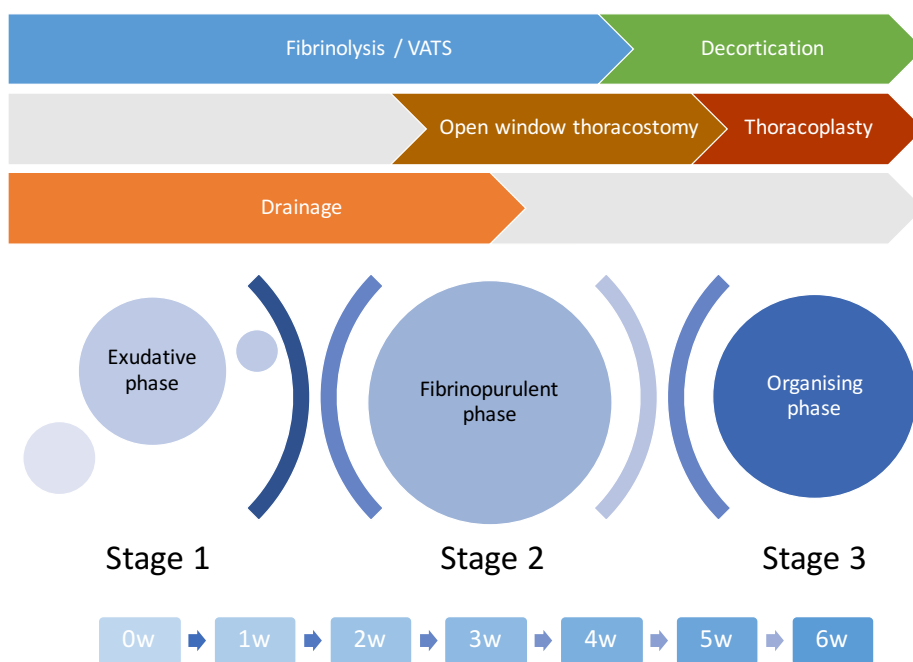 Fibrinolysis / VATS
Decortication
Open window thoracostomy
Thoracoplasty
Drainage
Exudative
phase
Fibrinopurulent
phase
Organising
phase
Stage 1
Stage 2
Stage 3
0w
1w
2w
3w
4w
5w
6w